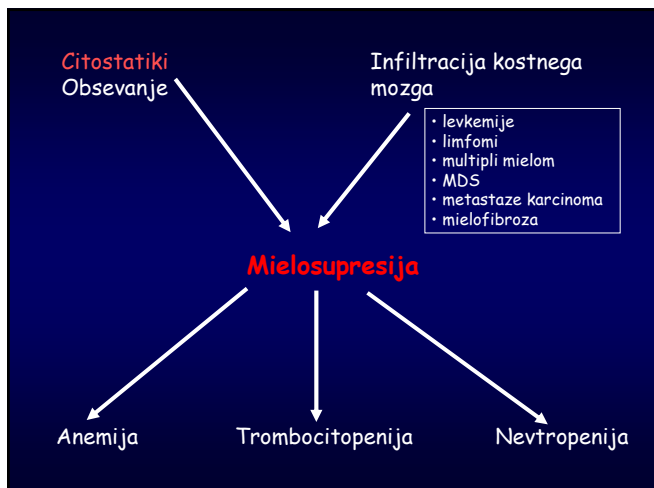 Citostatiki
Obsevanje
Infiltracija kostnega
mozga
• levkemije
• limfomi
• multipli mielom
• MDS
• metastaze karcinoma
• mielofibroza
Mielosupresija
Anemija
Trombocitopenija
Nevtropenija